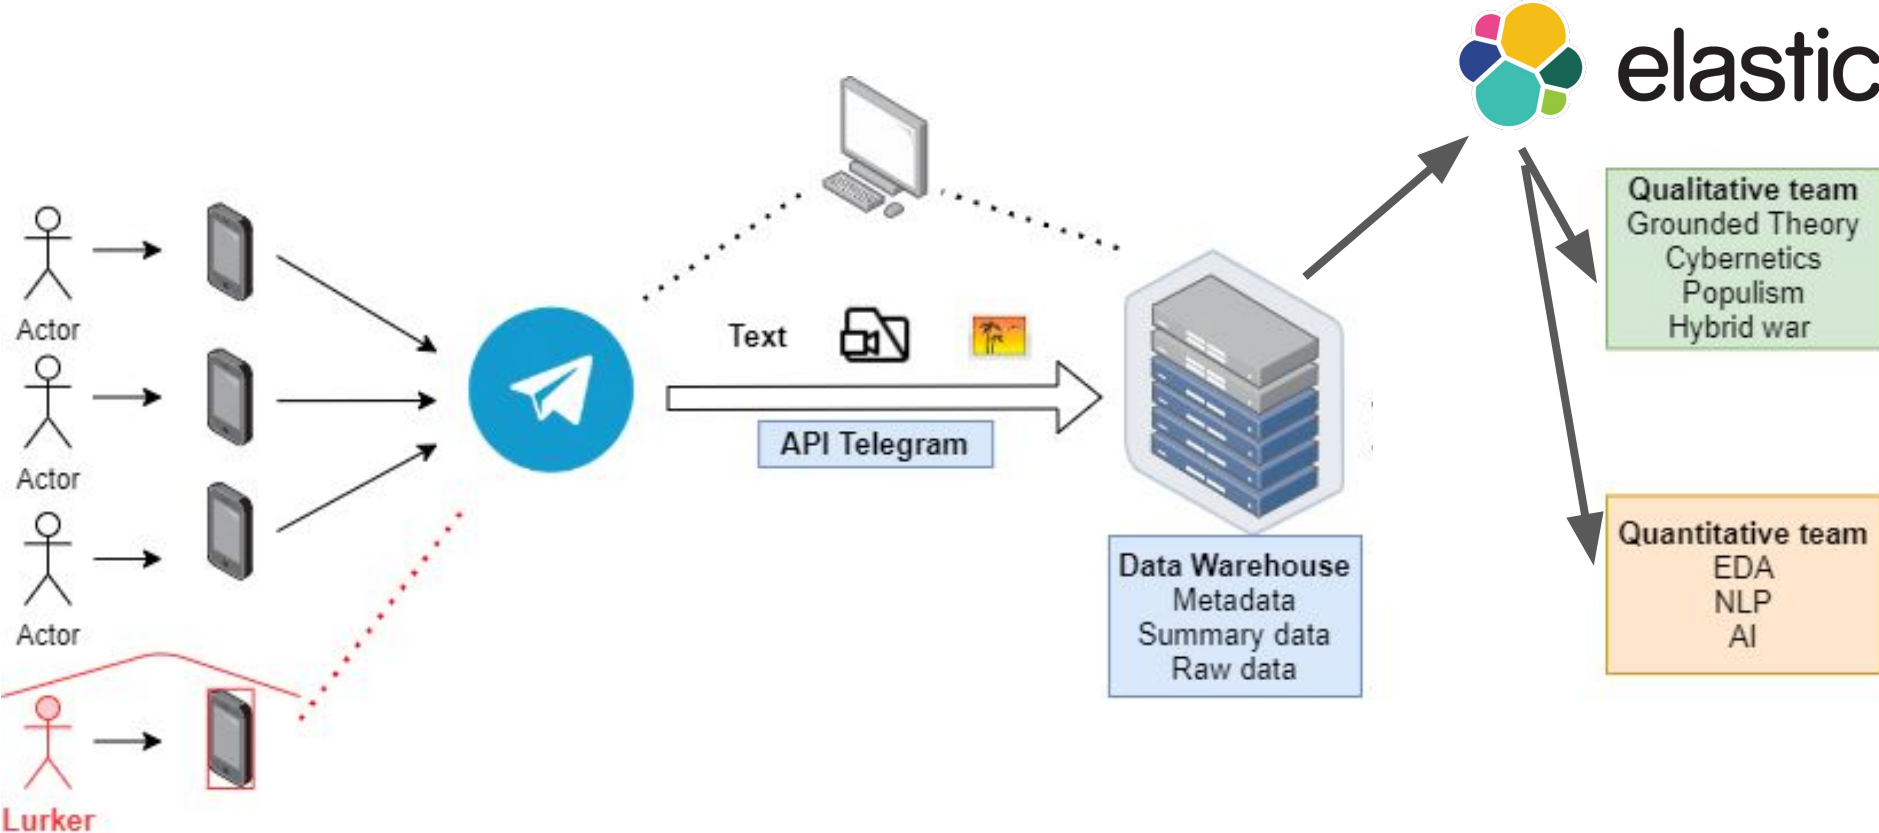 elastic
Qualitative team
Grounded Theory
Cybernetics
Populism
Hybrid war
Actor
Actor
Actor
Lurker
Text
API Telegram
Data Warehouse
Metadata
Summary data
Raw data
Quantitative team
EDA
NLP
AI